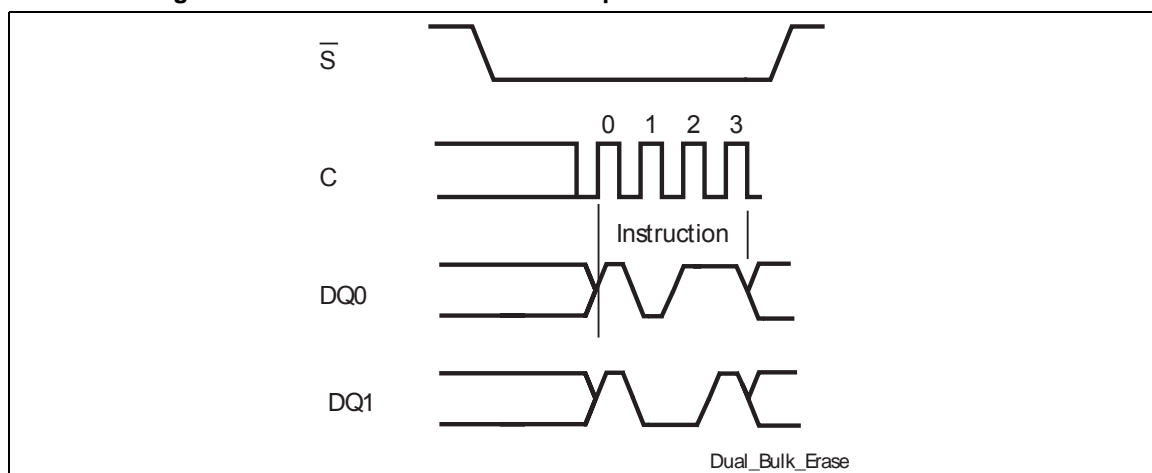 S̅
0 1 2 3
C
Instruction
DQ0
DQ1
Dual_Bulk_Erase